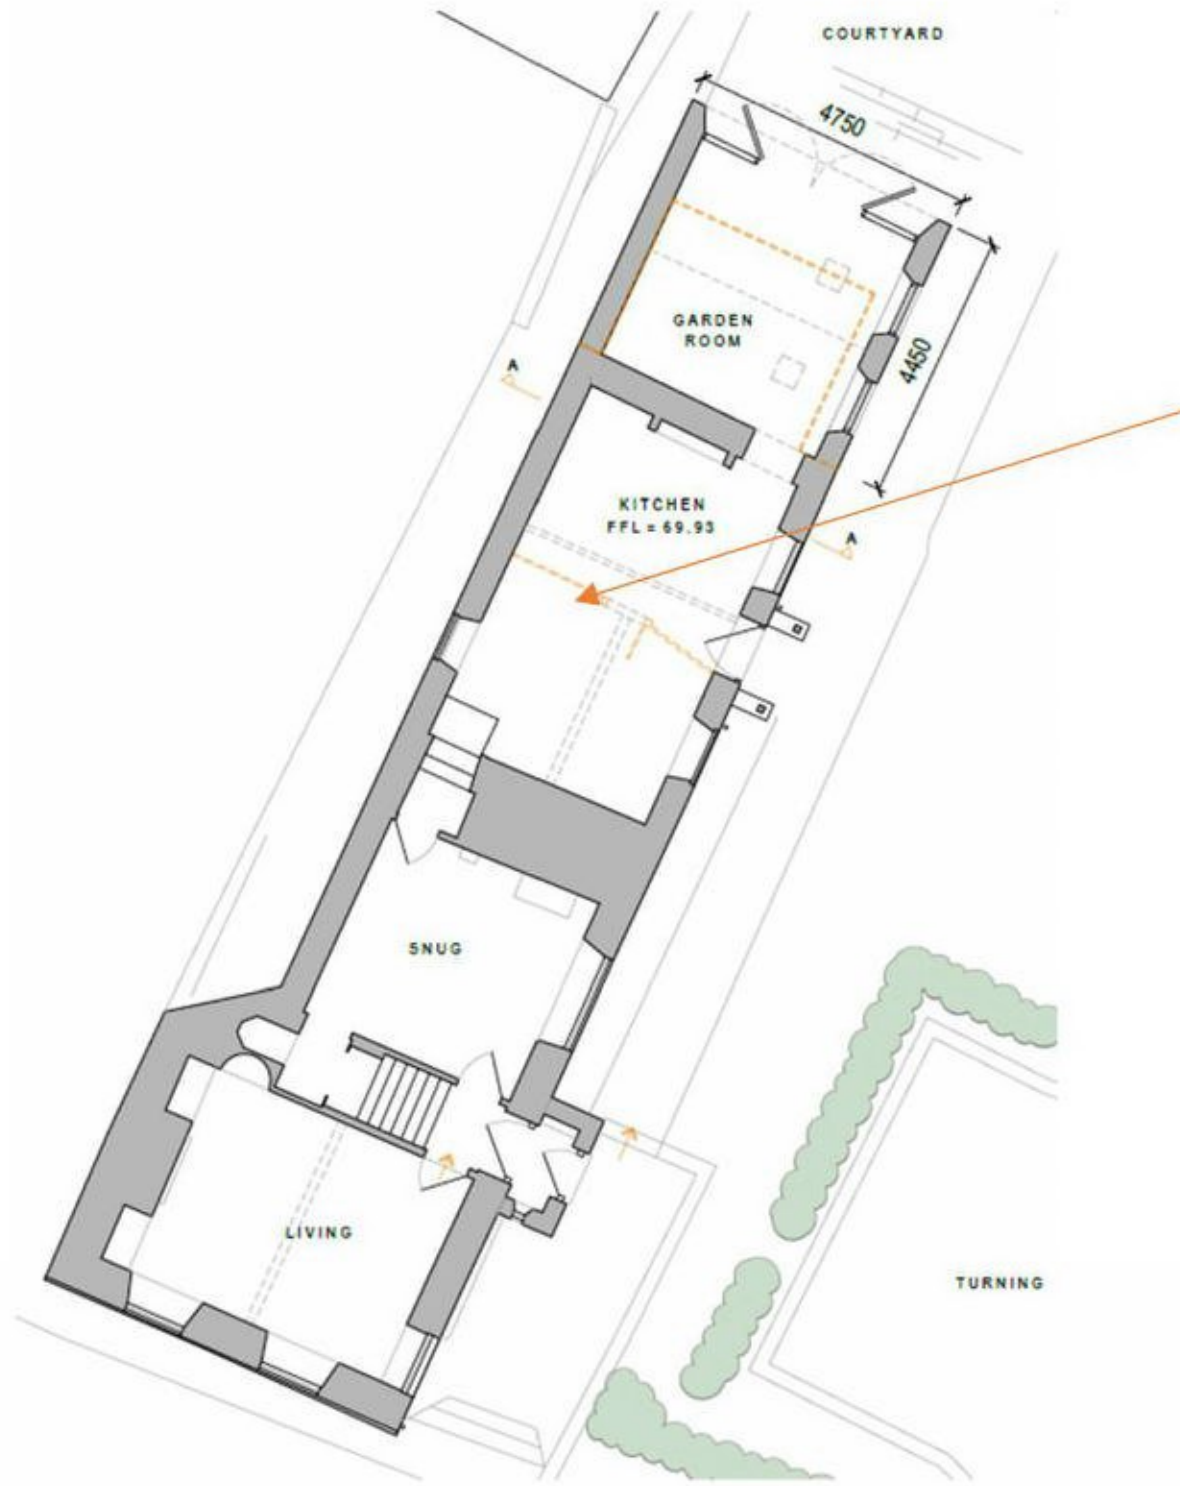 COURTYARD
4750
GARDEN
ROOM
4450
A
KITCHEN
FFL = 69.93
A
SNUG
LIVING
TURNING